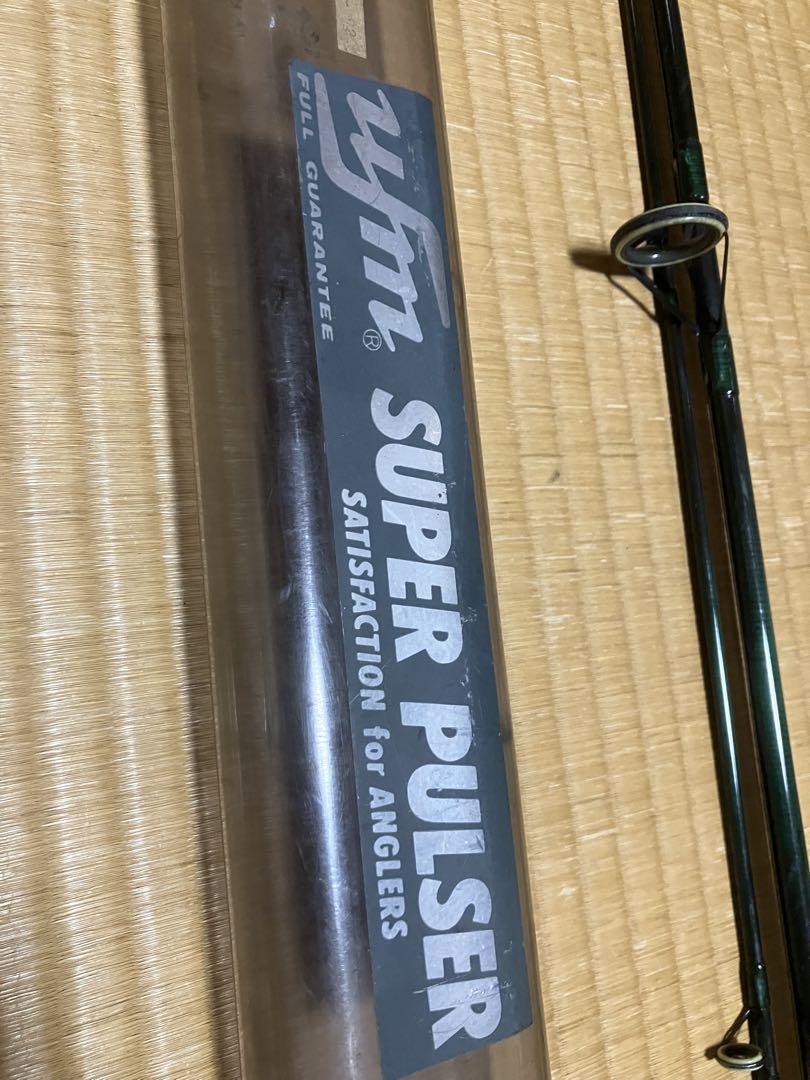 Ufm®
FULL GUARANTEE
SUPER PULSER
SATISFACTION for ANGLERS